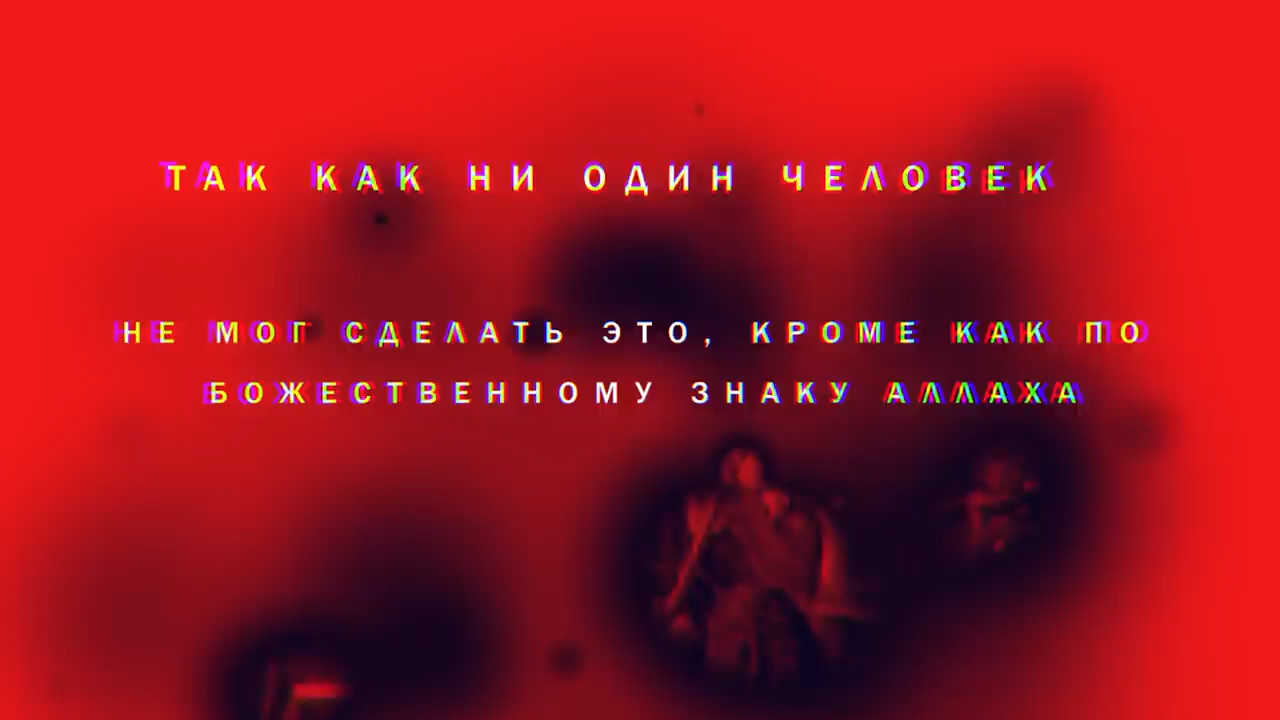 ТАК КАК НИ ОДИН ЧЕЛОВЕК
НЕ МОГ СДЕЛАТЬ ЭТО, КРОМЕ КАК ПО
БОЖЕСТВЕННОМУ ЗНАКУ АЛЛАХА